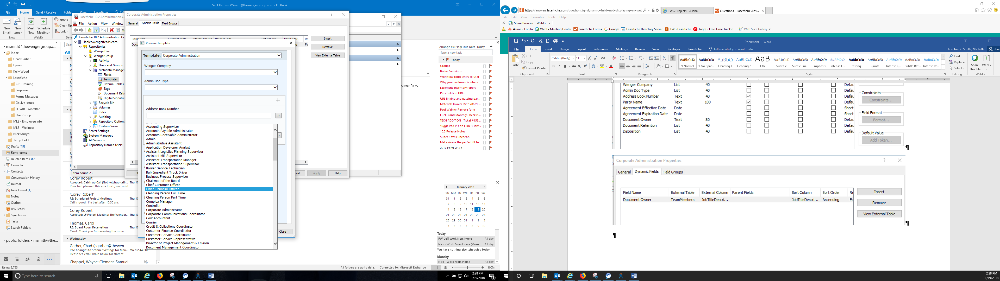 Sent Items - MSmith@thewengergroup.com - Outlook
File
Home
Send / Receive
Folder
View
Laserfiche
New Email
New Items
Meet Now
Schedule Meeting
Ignore
Clean Up
Junk
New
WebEx
msmith@thewengergroup.c...
Inbox
Chad Garber
Epson
Kelly Wood
Laserfiche
CPP Training
Empower
Forms Messages
GoLive Issues
LF VAR - Gibraltar
User Group
MLS - Employee Info
MLS - Wellness
Nick Szmyd
Temp Hold
Drafts [19]
Sent Items
Deleted Items 87
Calendar
Contacts
Conversation History
Journal
Junk E-mail [1]
Notes
Outbox
RSS Feeds
Sync Issues
Tasks
Search Folders
public folders - msmith@the...
Items: 3,753
All
Corey Robert'
Accepted: Catch up Call (Not ketchup call)... Thu 10
If we had planned this as a lunch, we could
'Corey Robert'
RE: Scheduled Project Meetings Thu 10
Call is good. I'm best after 10:30 am.
Corey Robert'
Accepted: LF Project Meeting: The Wenger... Thu 10
Thomas, Carol
RE: Board Room Reservation Thu 10
Carol, Thank you for reserving the room.
Wednesday
Garber, Chad (cgarber@thewen...
FW: Changes to Scanner Settings for Mou... Wed 2:44 PM
Please see email chain below for start of
Chappel, Wayne; Clement, Samuel
Laserfiche 10.2 Administration Co
File Action View Window
Laserfiche 10.2 Administration Co
Janice.wengerfeeds.com
Repositories
WengerDev
WengerGroup
Activity
Users and Groups
Metadata Manager
Fields
Templates
External Tables
Tags
Document Rela
Digital Signatur
Recycle Bin
Volumes
Index
Auditing
Repository Options
Custom Views
Server Settings
System Managers
All Sessions
Repository Named Users
Item count: 23
Corporate Administration Properties
General
Dynamic Fields
Field Groups
Insert
Remove
View External Table
Apply
Help
Preview Template
Template: Corporate Administration
Wenger Company
Admin Doc Type
Address Book Number
Accounting Supervisor
Accounts Payable Administrator
Accounts Receivable Administrator
Admin
Administrative Assistant
Application Developer Analyst
Assistant Logistics Planning Supervisor
Assistant Mill Supervisor
Assistant Transportation Manager
Assistant Transportation Supervisor
Broiler Service Technician
Bulk Ingredient Truck Driver
Business Process Supervisor
Chairman of the Board
Chief Customer Officer
Chief Financial Officer
Cleaning Person Full Time
Cleaning Person Part Time
Complex Manager
Controller
Corporate Administrator
Corporate Communications Coordinator
Cost Accountant
Courier
Credit & Collections Coordinator
Customer Finance Coordinator
Customer Service Coordinator
Customer Service Representative
Director of Project Management & Environ
Document Management Coordinator
Close
some folks
Arrange by: Flag: Due Date Today
Type a new task
Today
Groups
Boiler Emissions
Workflow route entry to user
Why your mailroom is where ...
Laserfiche inventory report
Pass fields in URLs
URL linking and passing par...
Materials Invoice #20170679 ...
Paul Walmer Remove form
Fuel Island Monthly Checklis...
TECH ADDITION - Ticket #156...
suggested PO on Kline's serv...
10.3 Release Notes
Super Bowl Luncheon
Make Asana the perfect fit fo...
2017 Form W-2's
January 2018
SU MO TU WE TH FR SA
31 1 2 3 4 5 6
7 8 9 10 11 12 13
14 15 16 17 18 19 20
21 22 23 24 25 26 27
28 29 30 31 1 2 3
4 5 6 7 8 9 10
Today
FW: Jeff work from home All day
Nick - Work From Home (Morn... All day
You have nothing else scheduled today.
Monday
Nick - Work From Home All day
All folders are up to date. Connected to: Microsoft Exchange 100%
Type here to search
2:28 PM
1/19/2018
https://answers.laserfiche.com/questions?q=dynamic+field+not+displaying+in+wel
TWG Projects - Asana
Questions - Laserfiche Ans...
File Edit View Favorites Tools Help
Share Browser WebEx
Asana - Log In
WebEx Meeting Center
Laserfiche Forms
Google
Laserfiche Directory Server
TWG Laserfiche
Toggl - Free Time Trackin...
Web Slice Gallery
Document1 - Word
File Home Insert Design Layout References Mailings Review View Developer Laserfiche Tell me what you want to do...
Lombardo Smith, Michelle
Paste
Cut
Copy
Format Painter
Clipboard
Calibri (Body) 11
Font
Paragraph
¶ Normal
¶ No Spac...
Heading 1
Heading 2
Title
Subtitle
Subtle Em...
Emphasis
Intense E...
Strong
Quote
Intense Q...
Subtle Ref...
Intense Re...
Styles
Find
Replace
Select
Editing
Share This File
WebEx
WebEx
Wenger Company List 40 Defau
Admin Doc Type List 40 Defau
Address Book Number Text 40 Defau
Party Name Text 100 Defau
Agreement Effective Date Date Short
Agreement Expiration Date Date Short
Document Owner Text 80 Defau
Document Retention List 40 Defau
Disposition List 40 Defau
Constraints
Constraints...
Field Format
Format...
Default Value
Add Token...
Corporate Administration Properties
General
Dynamic Fields
Field Groups
Field Name External Table External Column Parent Fields Sort Column Sort Order
Document Owner TeamMembers JobTitleDescri... JobTitleDescri... Ascending
Insert
Remove
View External Table
2:28 PM
1/19/2018